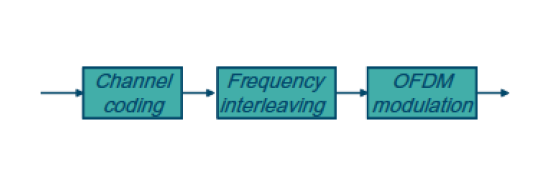 Channel
coding
Frequency
interleaving
OFDM
modulation